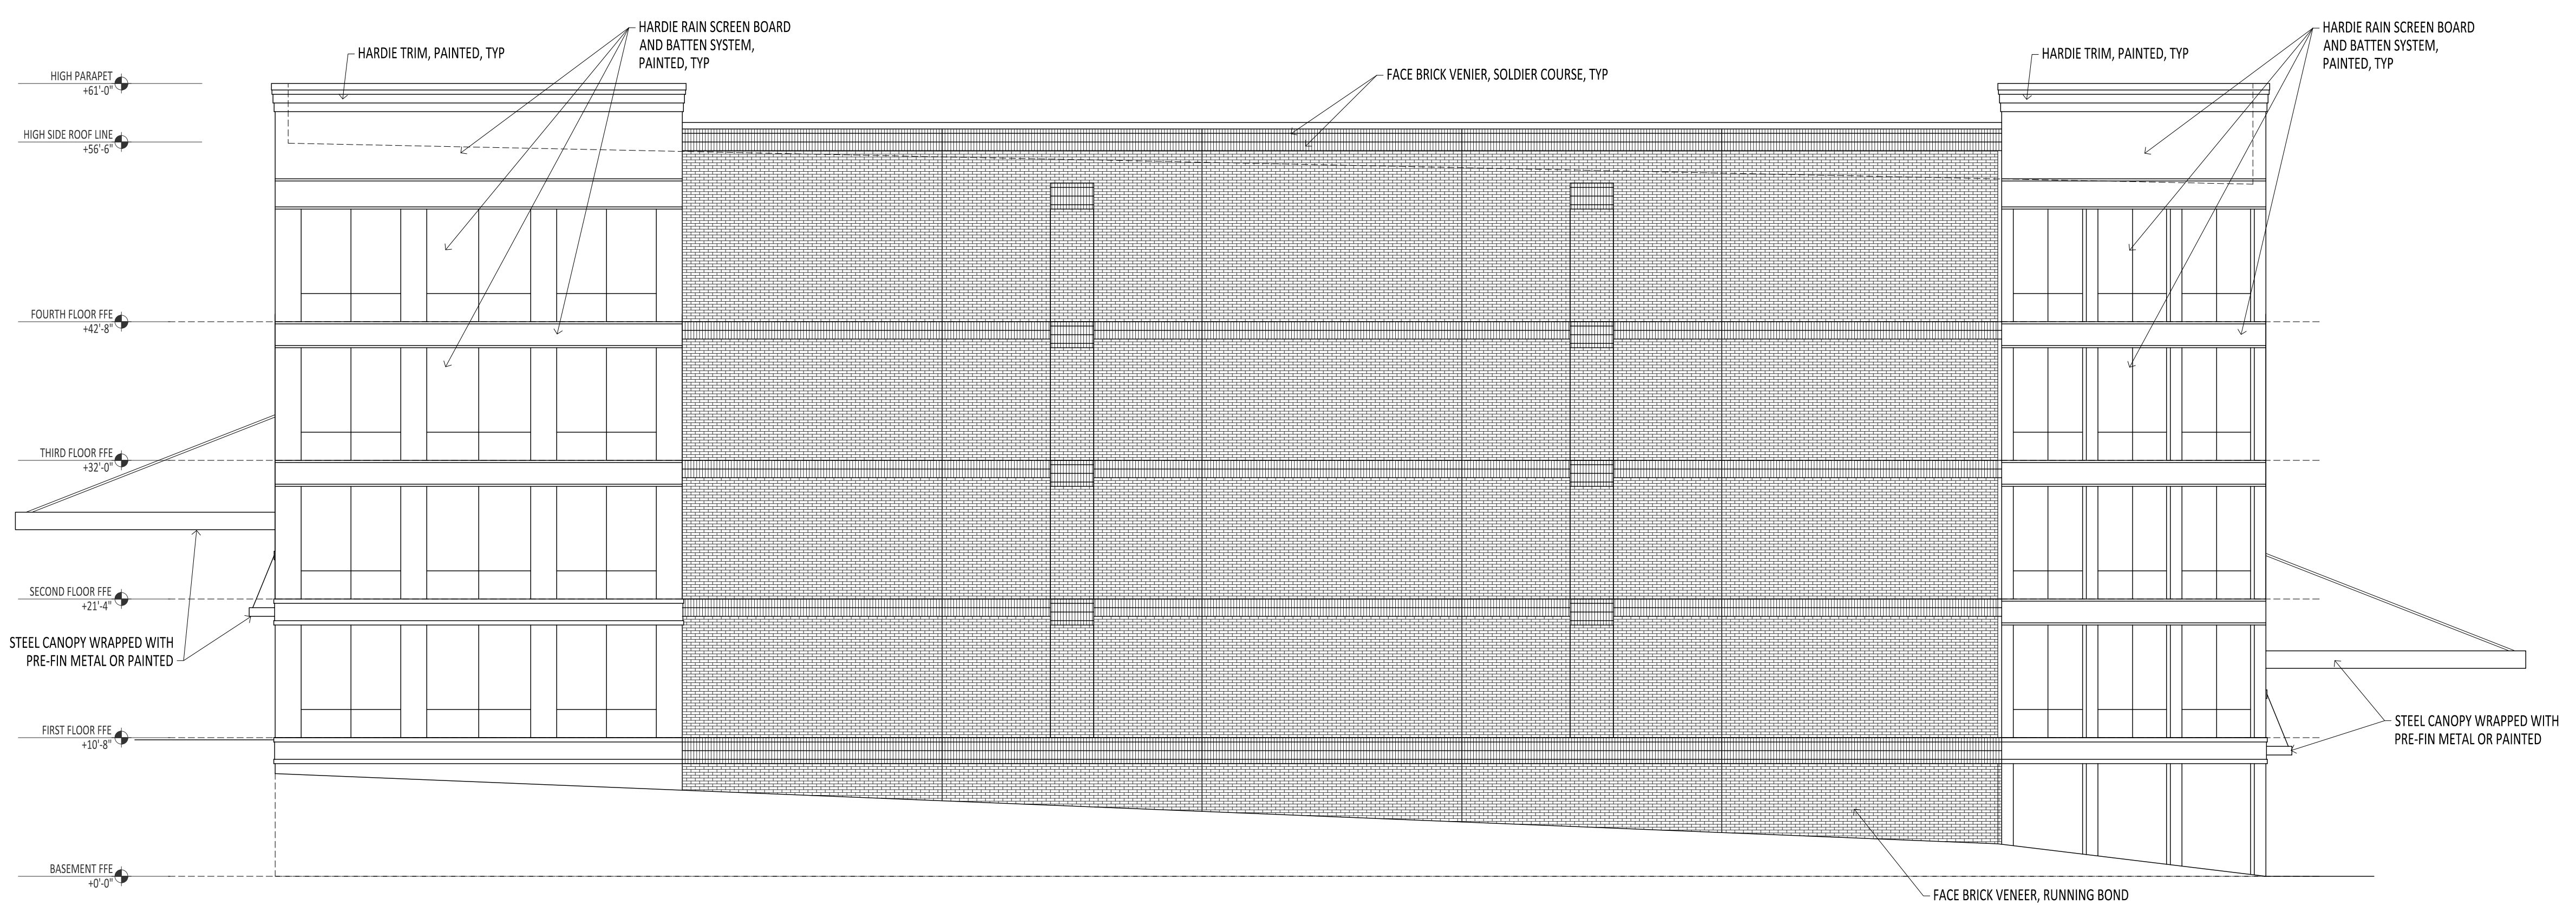 HARDIE RAIN SCREEN BOARD
AND BATTEN SYSTEM,
PAINTED, TYP
HARDIE TRIM, PAINTED, TYP
FACE BRICK VENIER, SOLDIER COURSE, TYP
HARDIE TRIM, PAINTED, TYP
HARDIE RAIN SCREEN BOARD
AND BATTEN SYSTEM,
PAINTED, TYP
HIGH PARAPET
+61'-0"
HIGH SIDE ROOF LINE
+56'-6"
FOURTH FLOOR FFE
+42'-8"
THIRD FLOOR FFE
+32'-0"
SECOND FLOOR FFE
+21'-4"
STEEL CANOPY WRAPPED WITH
PRE-FIN METAL OR PAINTED
FIRST FLOOR FFE
+10'-8"
STEEL CANOPY WRAPPED WITH
PRE-FIN METAL OR PAINTED
BASEMENT FFE
+0'-0"
FACE BRICK VENEER, RUNNING BOND